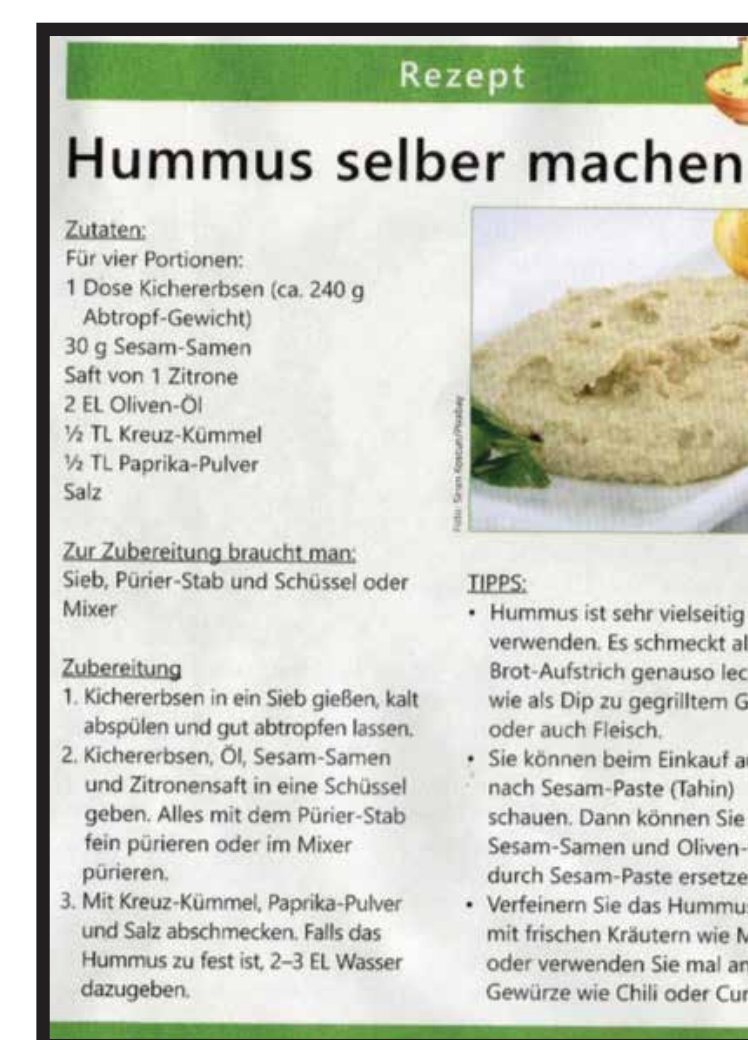 Rezept
Hummus selber machen
Zutaten:
Für vier Portionen:
1 Dose Kichererbsen (ca. 240 g
Abtropf-Gewicht)
30 g Sesam-Samen
Saft von 1 Zitrone
2 EL Oliven-Öl
½ TL Kreuz-Kümmel
½ TL Paprika-Pulver
Salz
Zur Zubereitung braucht man:
Sieb, Pürier-Stab und Schüssel oder
Mixer
Zubereitung
1. Kichererbsen in ein Sieb gießen, kalt
abspülen und gut abtropfen lassen.
2. Kichererbsen, Öl, Sesam-Samen
und Zitronensaft in eine Schüssel
geben. Alles mit dem Pürier-Stab
fein pürieren oder im Mixer
pürieren.
3. Mit Kreuz-Kümmel, Paprika-Pulver
und Salz abschmecken. Falls das
Hummus zu fest ist, 2–3 EL Wasser
dazugeben.
Foto:
TIPPS:
• Hummus ist sehr vielseitig
verwenden. Es schmeckt
Brot-Aufstrich genauso
wie als Dip zu gegrilltem
oder auch Fleisch.
• Sie können beim Einkauf
nach Sesam-Paste (Tahin)
schauen. Dann können Sie
Sesam-Samen und Oliven-
durch Sesam-Paste
• Verfeinern Sie das Hummus
mit frischen Kräutern wie
oder verwenden Sie mal
Gewürze wie Chili oder